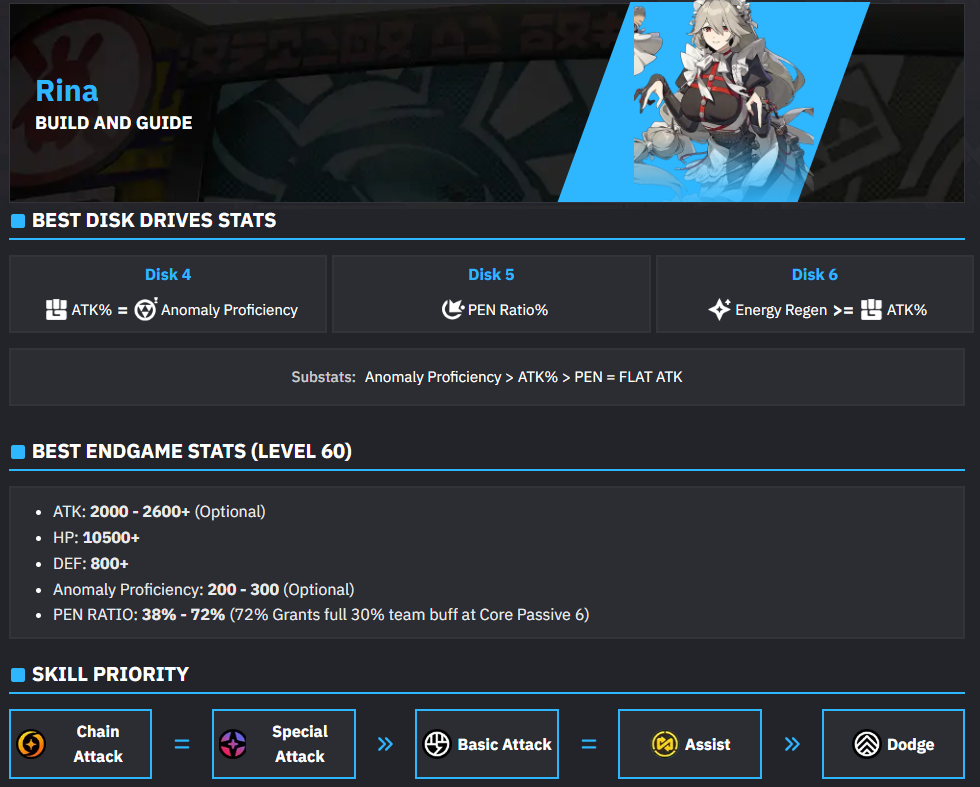 Rina
BUILD AND GUIDE
BEST DISK DRIVES STATS
Disk 4
ATK% = Anomaly Proficiency
Disk 5
PEN Ratio%
Disk 6
Energy Regen >= ATK%
Substats: Anomaly Proficiency > ATK% > PEN = FLAT ATK
BEST ENDGAME STATS (LEVEL 60)
• ATK: 2000 - 2600+ (Optional)
• HP: 10500+
• DEF: 800+
• Anomaly Proficiency: 200 - 300 (Optional)
• PEN RATIO: 38% - 72% (72% Grants full 30% team buff at Core Passive 6)
SKILL PRIORITY
Chain
Attack
=
Special
Attack
»
Basic Attack
=
Assist
»
Dodge